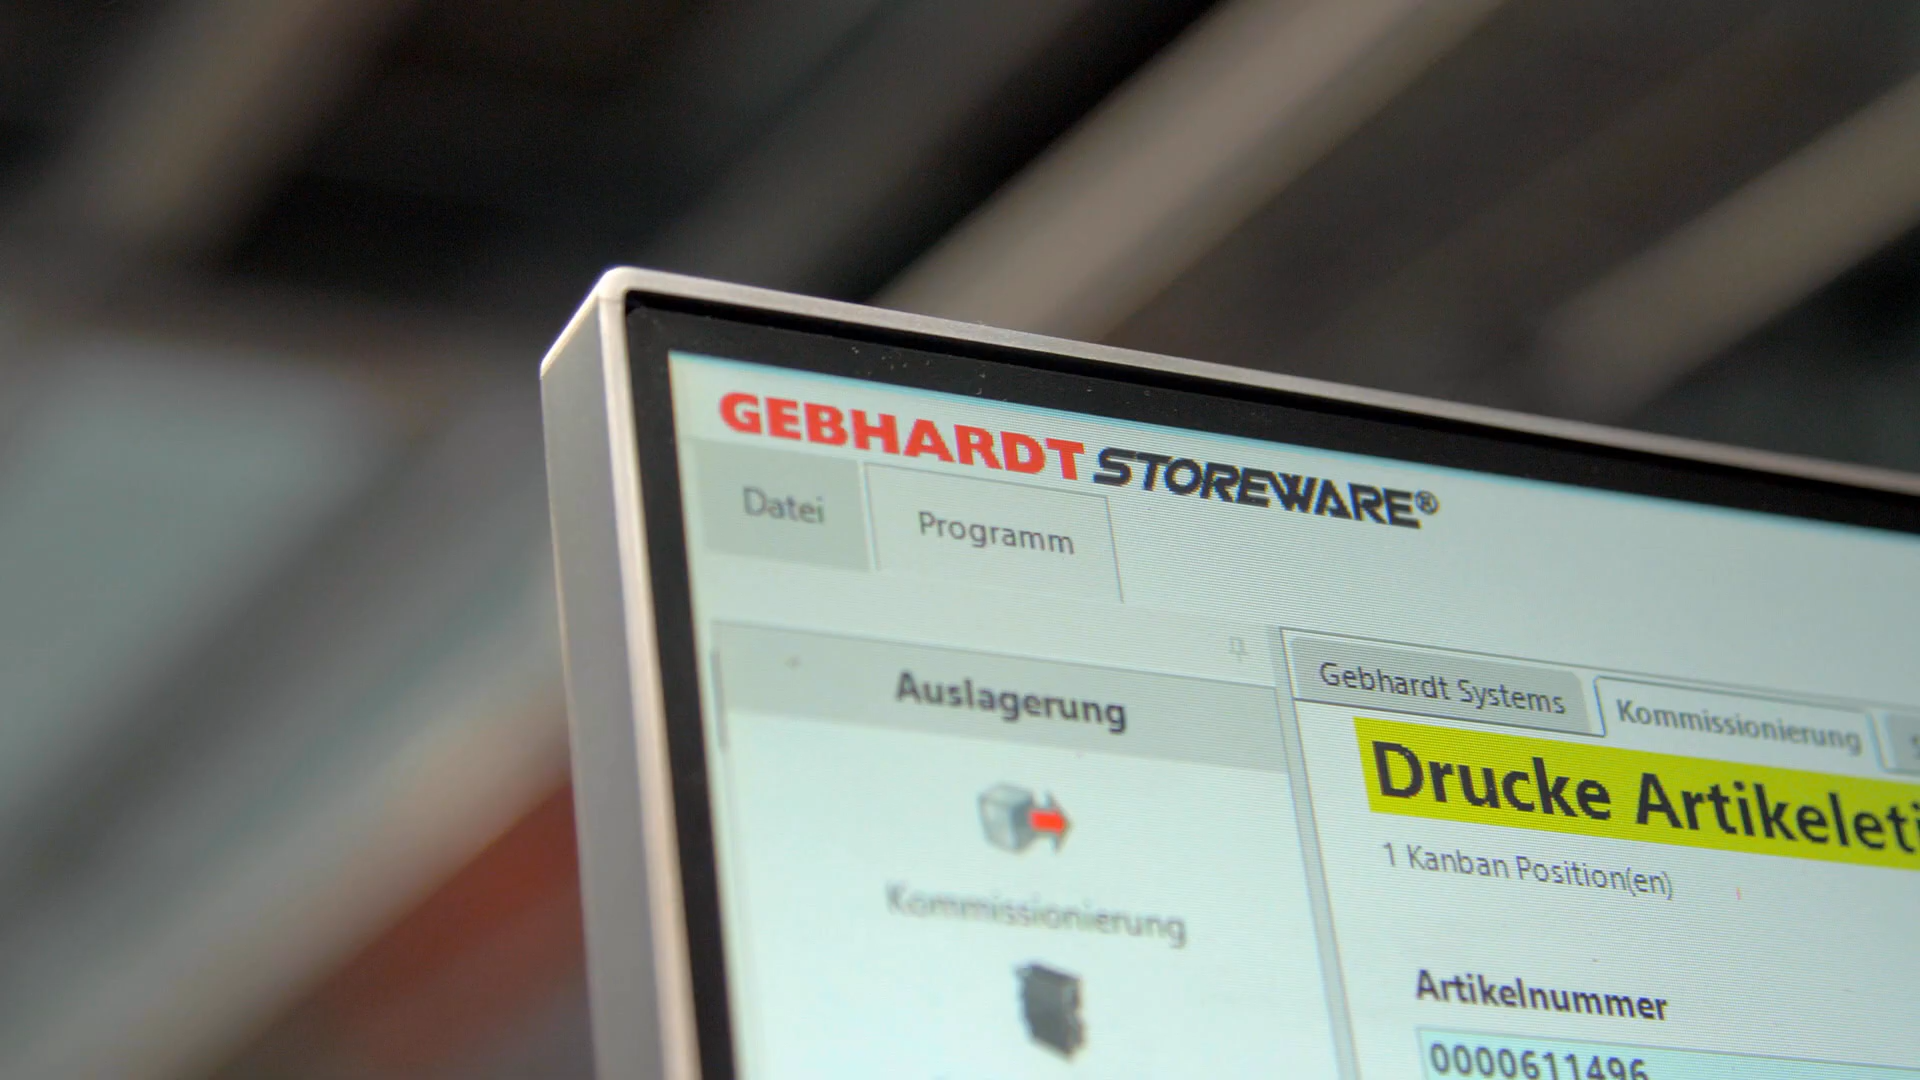 GEBHARDT STOREWARE®
Datei
Programm
Auslagerung
Kommissionierung
Gebhardt Systems
Kommissionierung
Drucke Artikeleti
1 Kanban Position(en)
Artikelnummer
0000611496